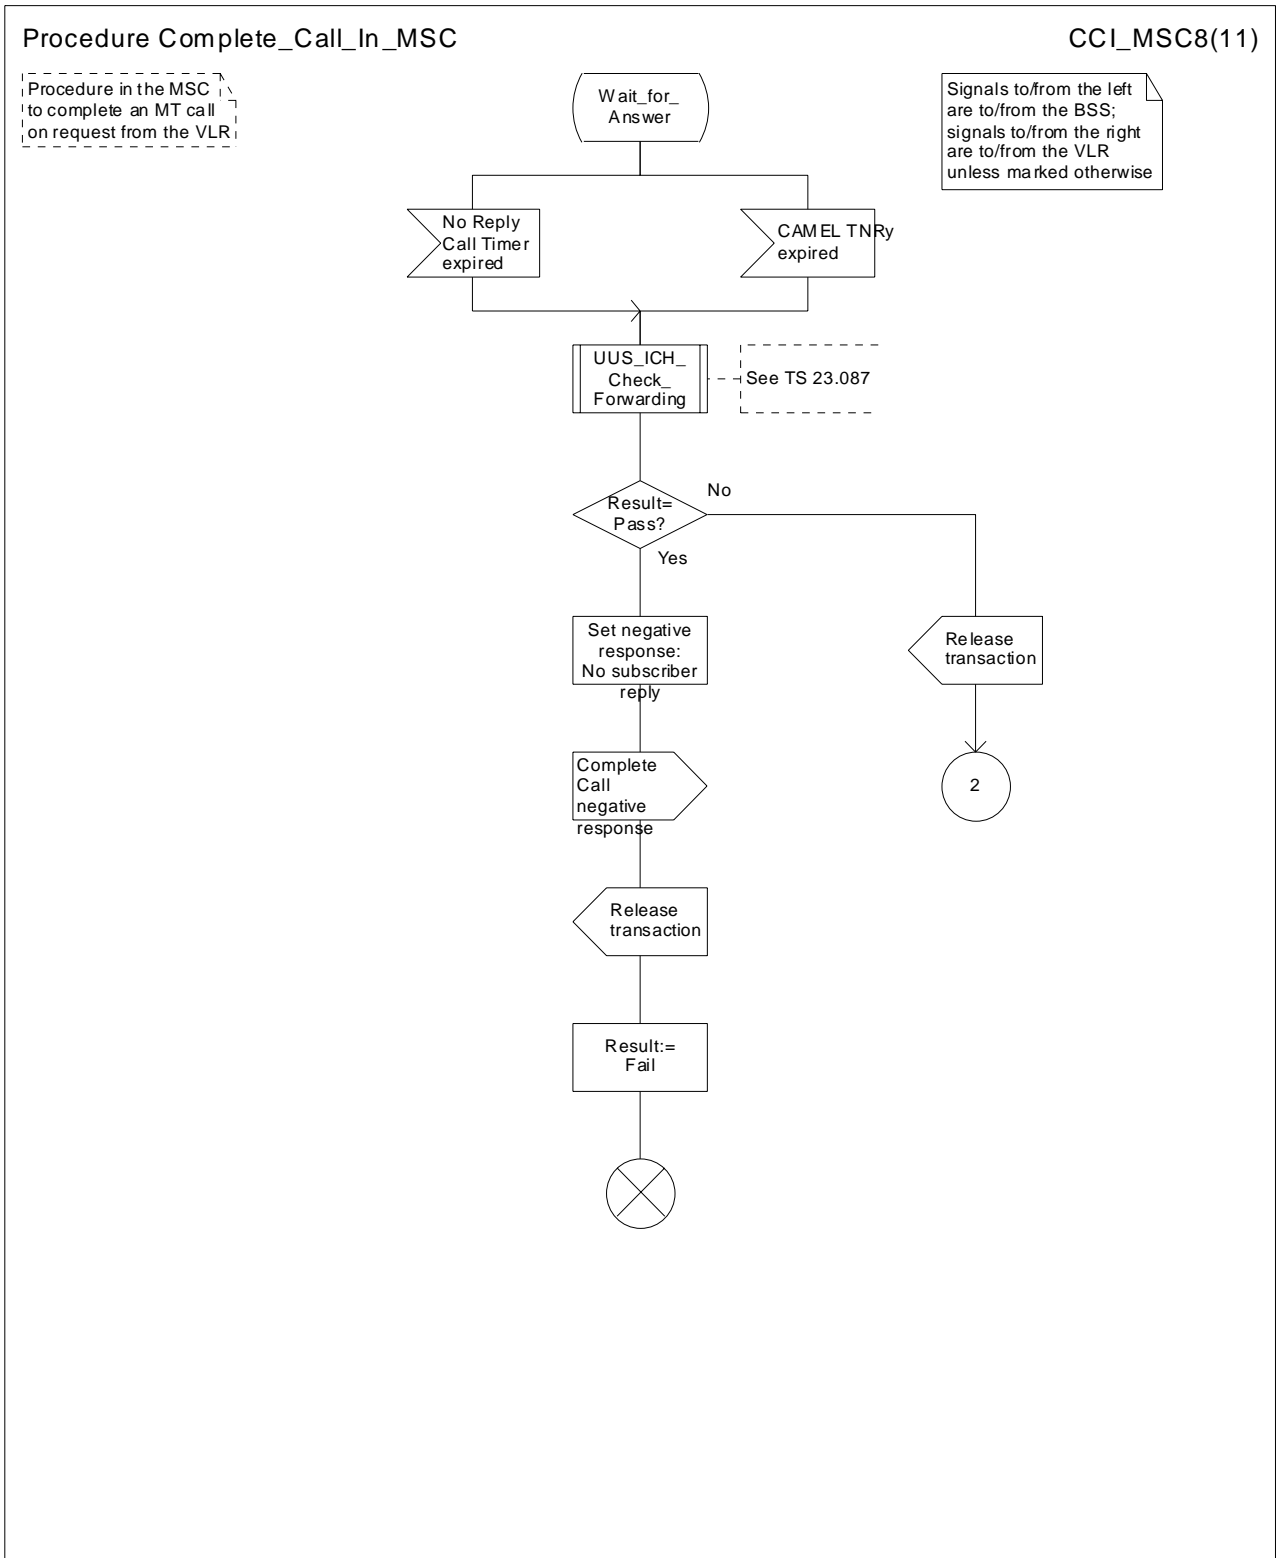 Procedure Complete_Call_In_MSC
CCI_MSC8(11)
Procedure in the MSC
to complete an MT call
on request from the VLR
Wait_for_
Answer
Signals to/from the left
are to/from the BSS;
signals to/from the right
are to/from the VLR
unless marked otherwise
No Reply
Call Timer
expired
CAMEL TNRy
expired
UUS_ICH_
Check_
Forwarding
See TS 23.087
Result=
Pass?
No
Yes
Set negative
response:
No subscriber
reply
Release
transaction
Complete
Call
negative
response
2
Release
transaction
Result:=
Fail